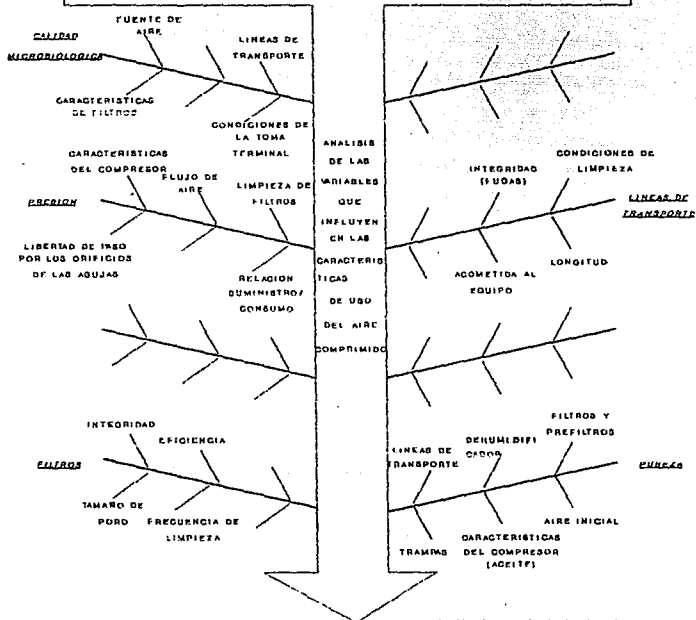 FUENTE DE
AIRE
CALIDAD
MICROBIOLOGICA
LINEAS DE
TRANSPORTE
CARACTERISTICAS
DE FILTROS
CONDICIONES DE
LA TOMA
TERMINAL
ANALISIS
DE LAS
VARIABLES
QUE
INFLUYEN
EN LAS
CARACTERIS
TICAS
DE USO
DEL AIRE
COMPRIMIDO
CARACTERISTICAS
DEL COMPRESOR
FLUJO DE
AIRE
LIMPIEZA DE
FILTROS
PRESION
LIBERTAD DE PASO
POR LOS ORIFICIOS
DE LAS AGUJAS
RELACION
SUMINISTRO/
CONSUMO
INTEGRIDAD
(FUGAS)
CONDICIONES DE
LIMPIEZA
LINEAS DE
TRANSPORTE
ACOMETIDA AL
EQUIPO
LONGITUD
INTEGRIDAD
EFICIENCIA
FILTROS
TAMAÑO DE
PORO
FRECUENCIA DE
LIMPIEZA
LINEAS DE
TRANSPORTE
DEHUMIDIFI
CADOR
FILTROS Y
PREFILTROS
PUREZA
TRAMPAS
CARACTERISTICAS
DEL COMPRESOR
(ACEITE)
AIRE INICIAL